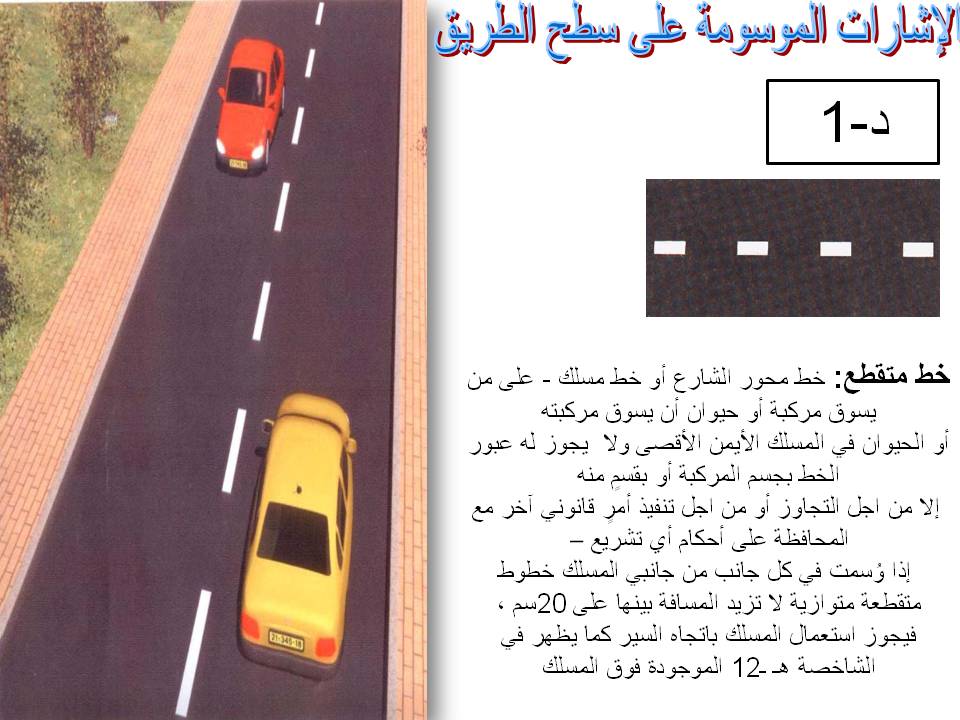 الإشارات الموسومة على سطح الطريق
د-1
خط متقطع: خط محور الشارع أو خط مسلك - على من
يسوق مركبة أو حيوان أن يسوق مركبته
أو الحيوان في المسلك الأيمن الأقصى ولا يجوز له عبور
الخط بجسم المركبة أو بقسمٍ منه
إلا من اجل التجاوز أو من اجل تنفيذ أمرٍ قانوني آخر مع
المحافظة على أحكام أي تشريع –
إذا وُسمت في كل جانب من جانبي المسلك خطوط
متقطعة متوازية لا تزيد المسافة بينها على 20سم ،
فيجوز استعمال المسلك باتجاه السير كما يظهر في
الشاخصة هـ -12 الموجودة فوق المسلك